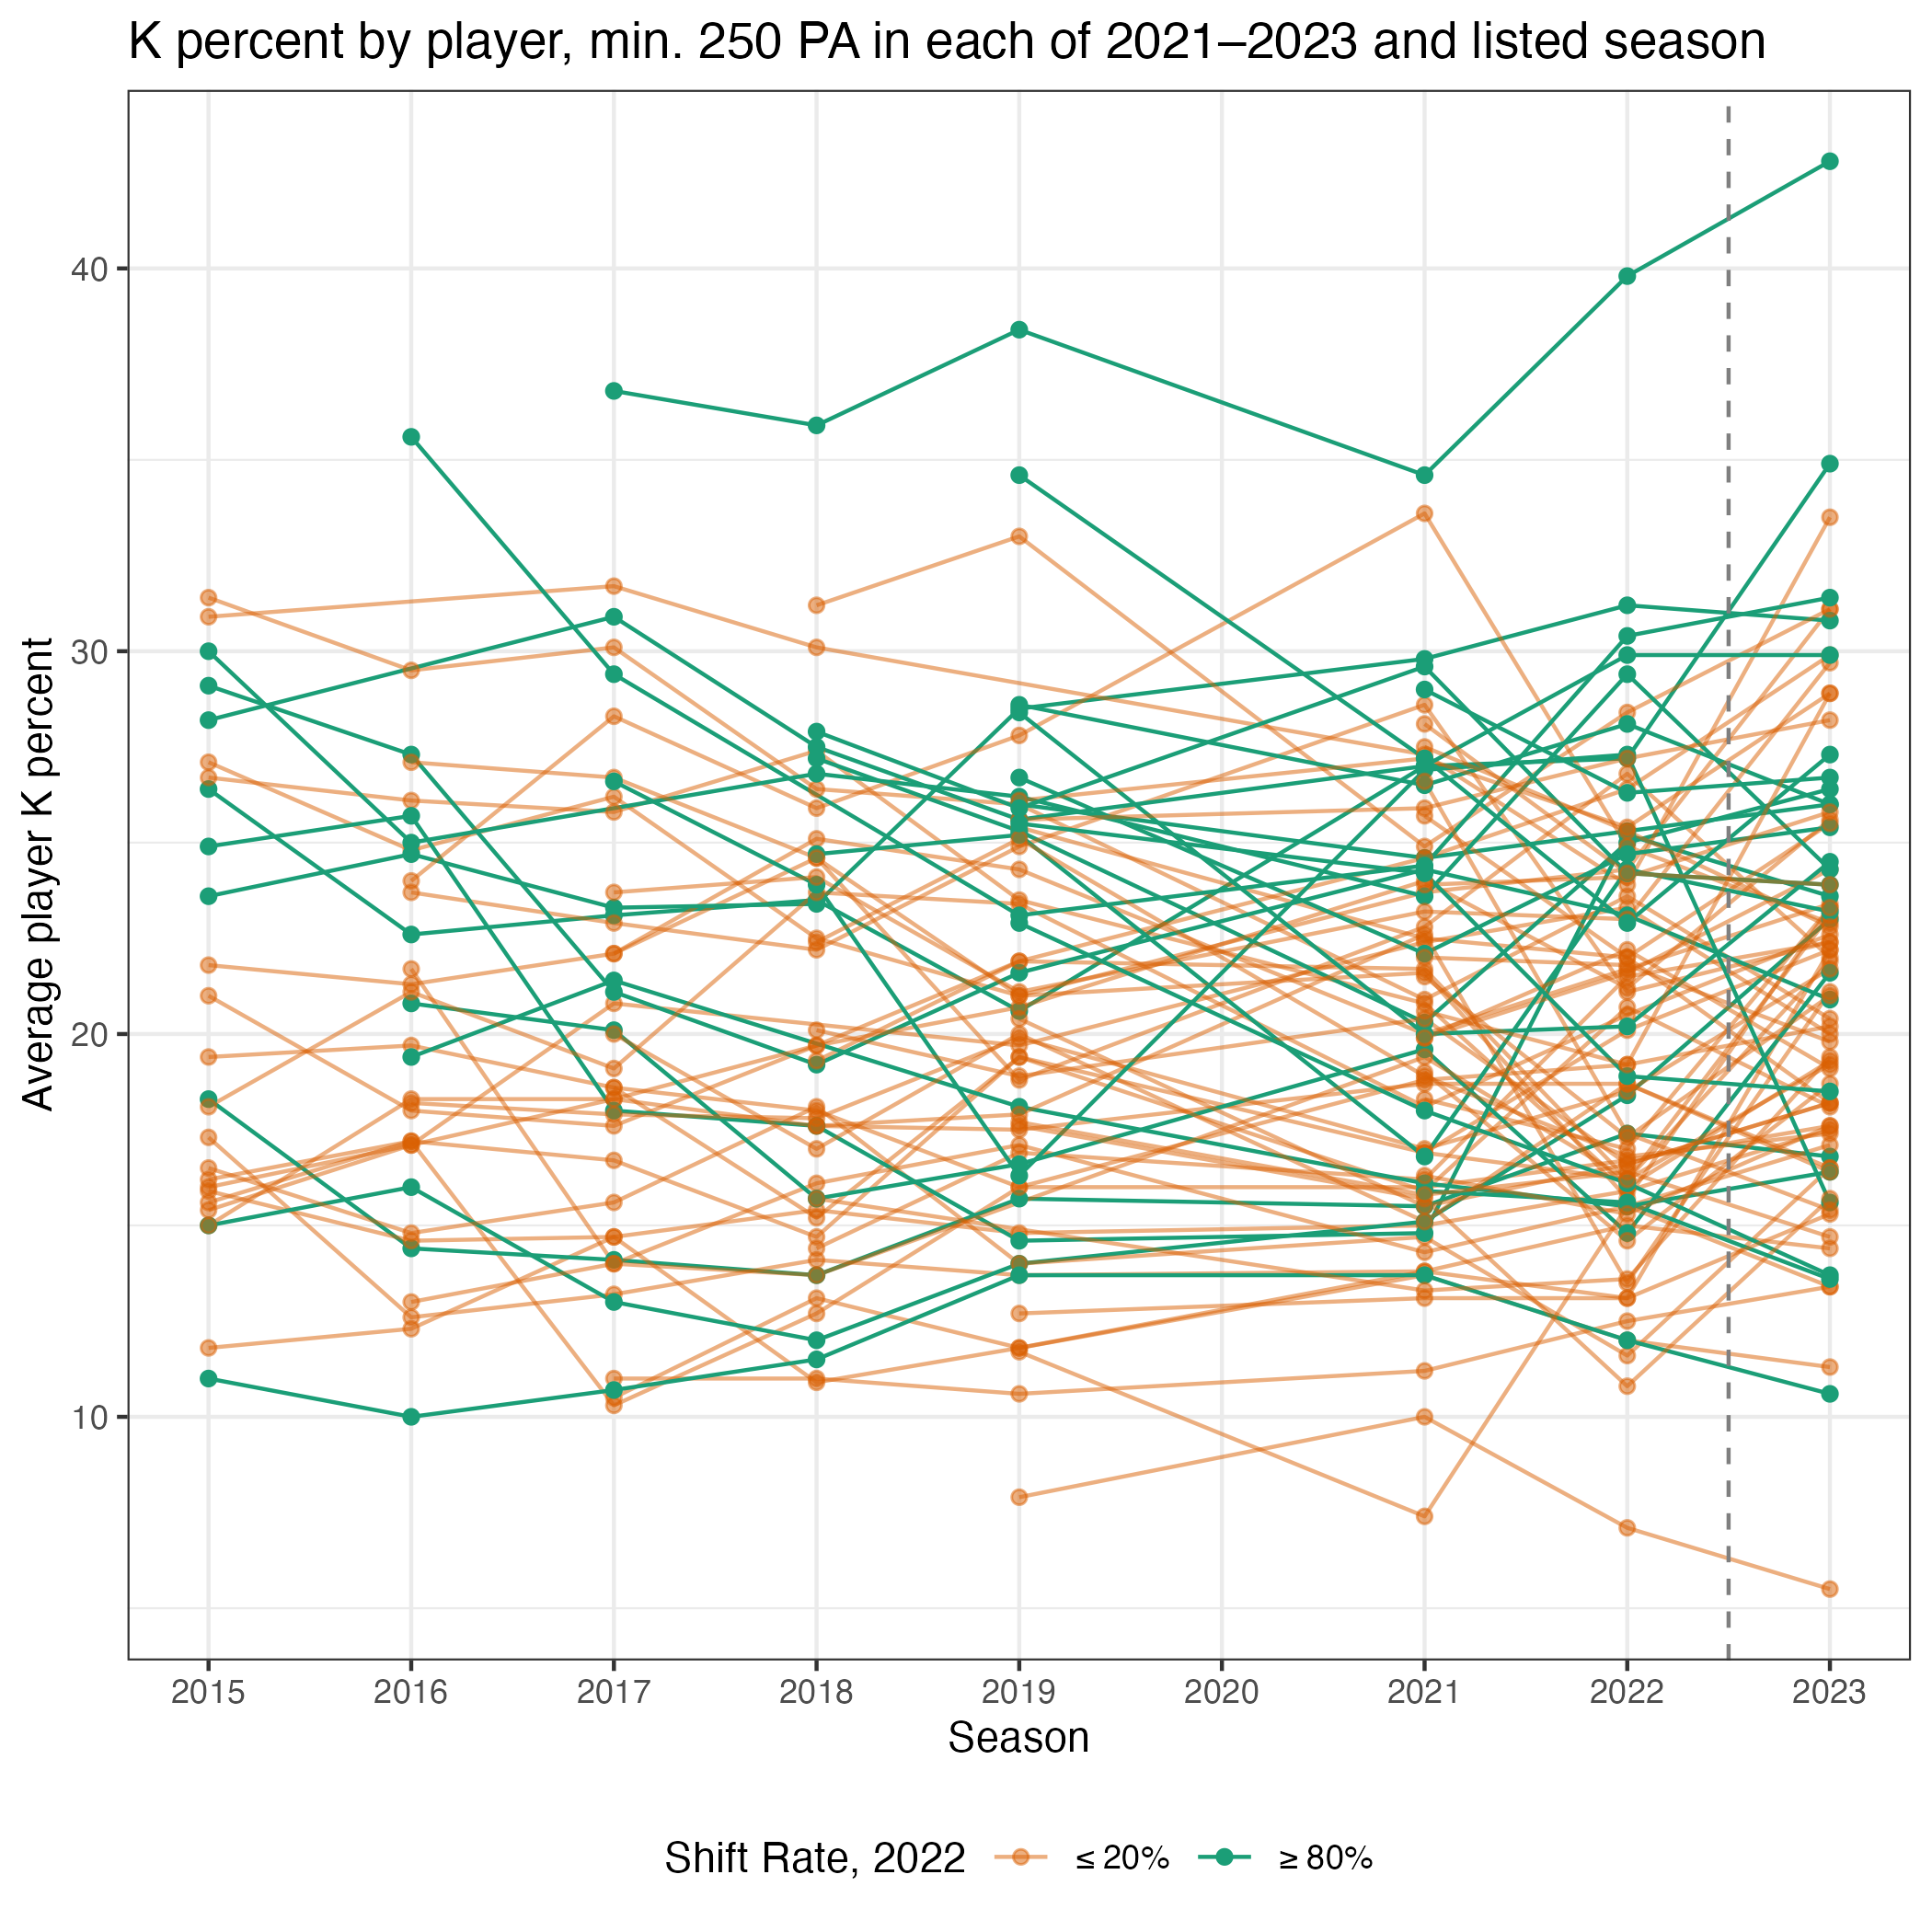 K percent by player, min. 250 PA in each of 2021–2023 and listed season
Average player K percent
40
30
20
10
2015 2016 2017 2018 2019 2020 2021 2022 2023
Season
Shift Rate, 2022 ≤ 20% ≥ 80%